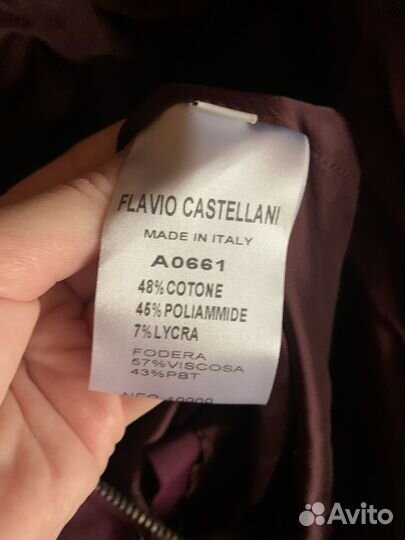 FLAVIO CASTELLANI
MADE IN ITALY
A0661
48%COTONE
45%POLIAMMIDE
7%LYCRA
FODERA
57%VISCOSA
43%PBT
Avito